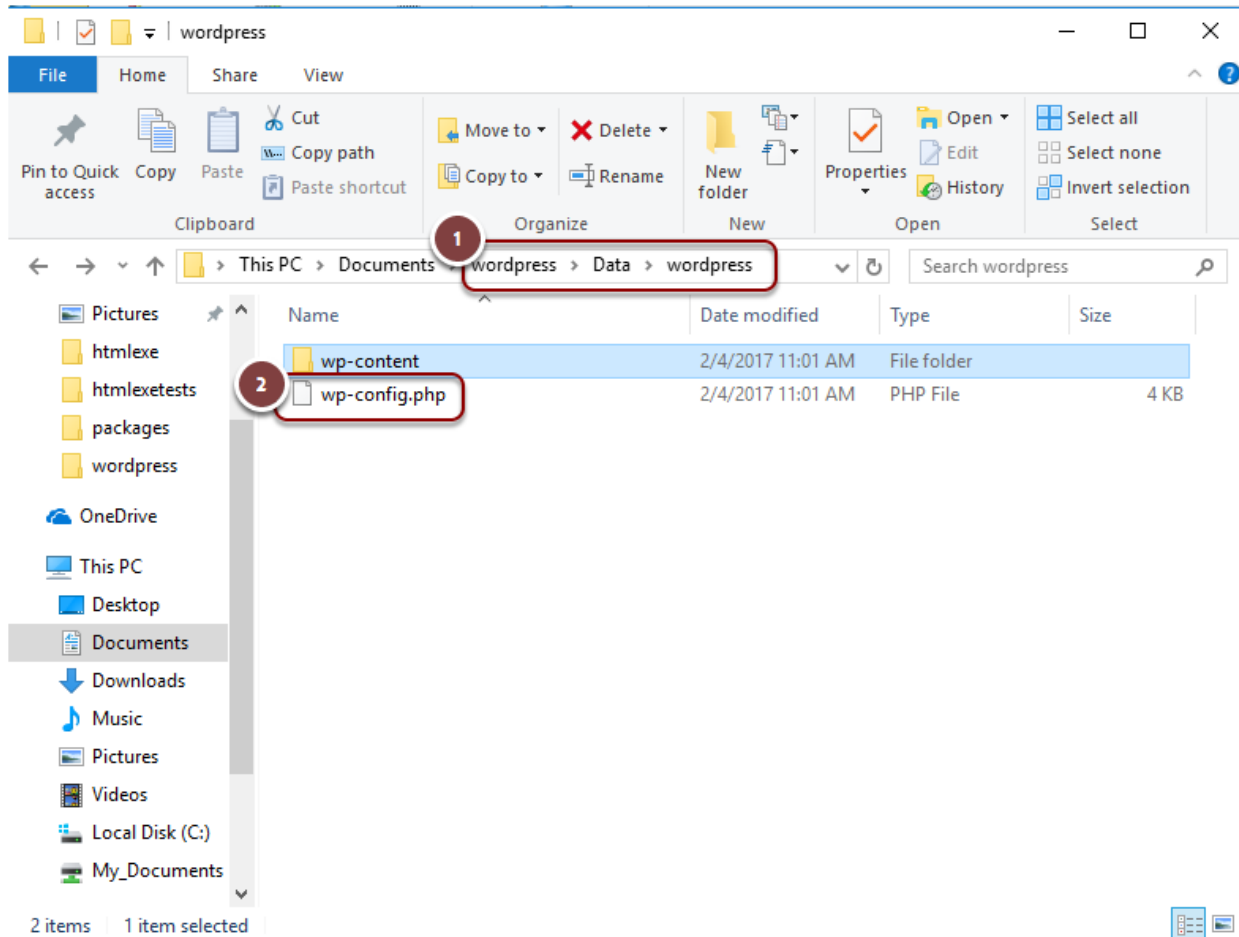 wordpress
File Home Share View
Pin to Quick access
Copy
Paste
Cut
Copy path
Paste shortcut
Clipboard
Move to
Copy to
Delete
Rename
Organize
New folder
New
Properties
Open
Edit
History
Open
Select all
Select none
Invert selection
Select
1
This PC > Documents > wordpress > Data > wordpress
Search wordpress
Pictures
htmlexe
htmlexetests
packages
wordpress
OneDrive
This PC
Desktop
Documents
Downloads
Music
Pictures
Videos
Local Disk (C:)
My_Documents
Name Date modified Type Size
wp-content 2/4/2017 11:01 AM File folder
2
wp-config.php 2/4/2017 11:01 AM PHP File 4 KB
2 items 1 item selected